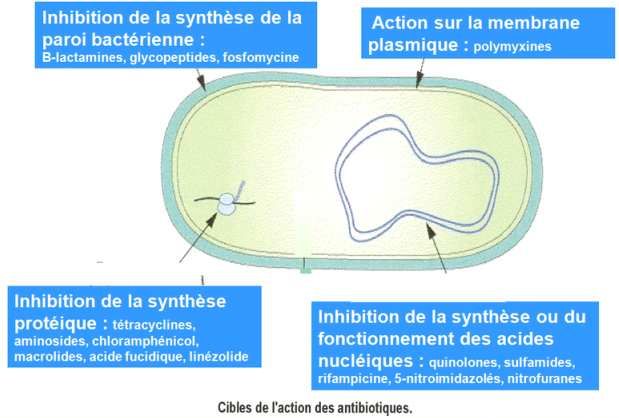 Inhibition de la synthèse de la
paroi bactérienne :
B-lactamines, glycopeptides, fosfomycine
Action sur la membrane
plasmique : polymyxines
Inhibition de la synthèse
protéique : tétracyclines,
aminosides, chloramphénicol,
macrolides, acide fucidique, linézolide
Inhibition de la synthèse ou du
fonctionnement des acides
nucléiques : quinolones, sulfamides,
rifampicine, 5-nitroimidazolés, nitrofuranes
Cibles de l'action des antibiotiques.